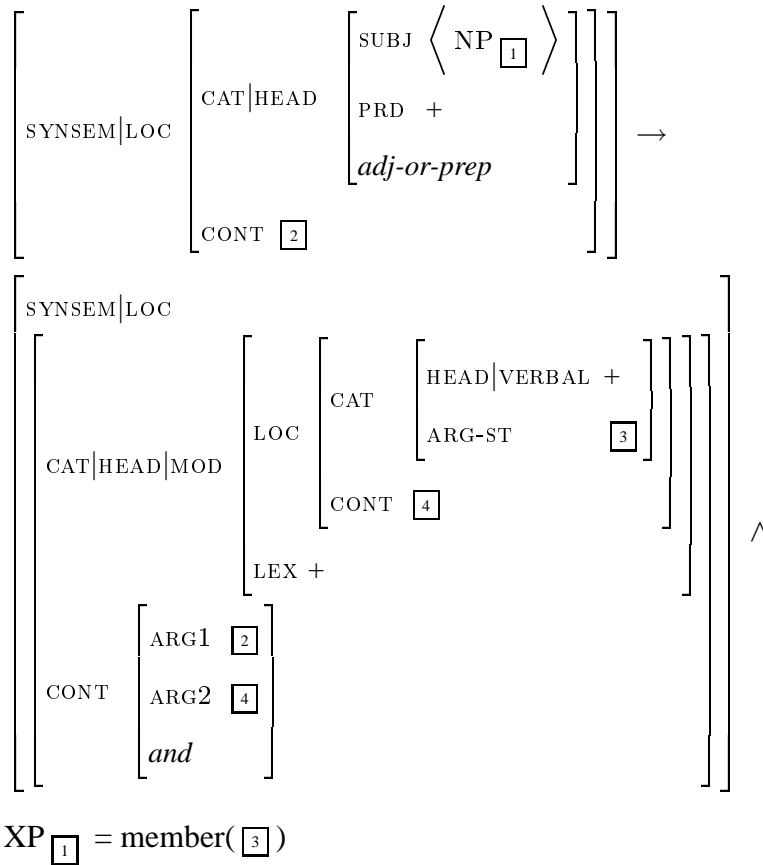 SUBJ ⟨ NP [1] ⟩
CAT|HEAD PRD +
SYNSEM|LOC adj-or-prep →
CONT [2]
SYNSEM|LOC
HEAD|VERBAL +
CAT
LOC ARG-ST [3]
CAT|HEAD|MOD
CONT [4]
∧
LEX +
ARG1 [2]
CONT ARG2 [4]
and
XP [1] = member( [3] )